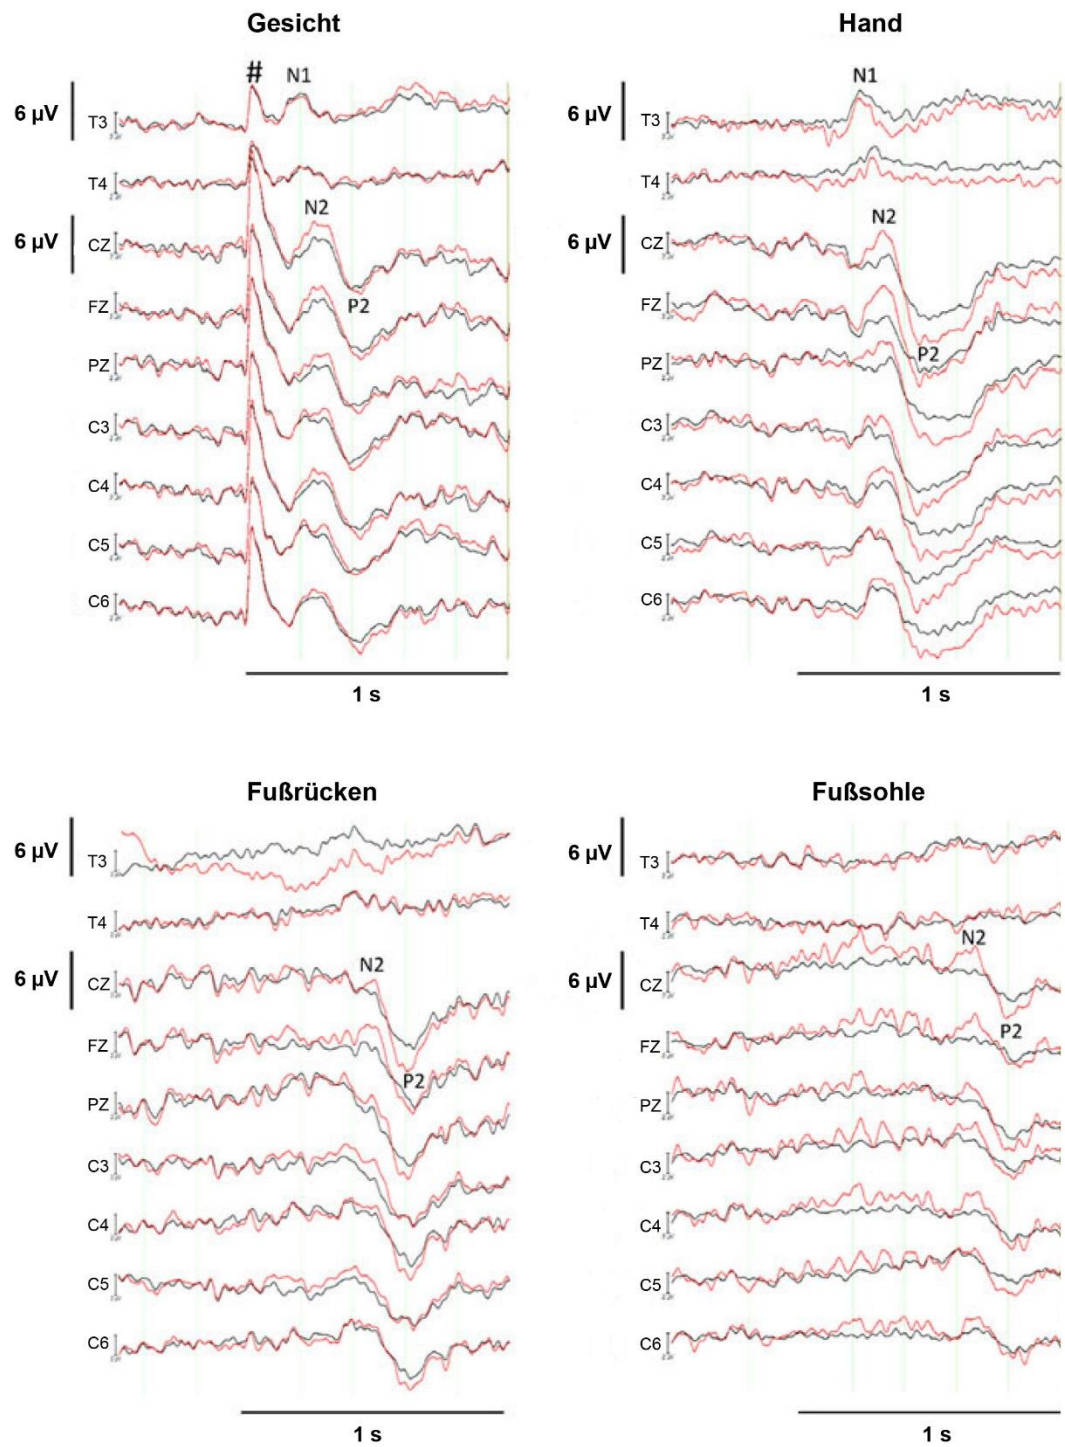 Gesicht
Hand
#
N1
N1
6 µV
T3
6 µV
T3
T4
T4
N2
N2
6 µV
CZ
6 µV
CZ
FZ
P2
FZ
PZ
P2
PZ
C3
C3
C4
C4
C5
C5
C6
C6
1 s
1 s
Fußrücken
Fußsohle
6 µV
T3
6 µV
T3
T4
T4
N2
N2
6 µV
CZ
6 µV
CZ
FZ
P2
FZ
P2
PZ
PZ
C3
C3
C4
C4
C5
C5
C6
C6
1 s
1 s